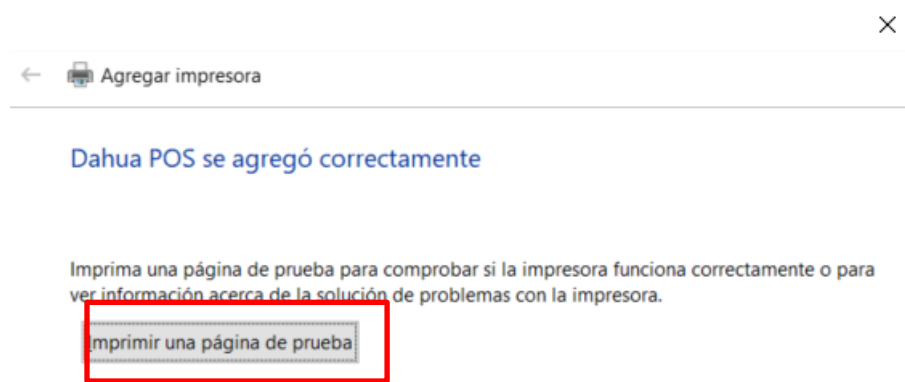 Agregar impresora
Dahua POS se agregó correctamente
Imprima una página de prueba para comprobar si la impresora funciona correctamente o para
ver información acerca de la solución de problemas con la impresora.
Imprimir una página de prueba